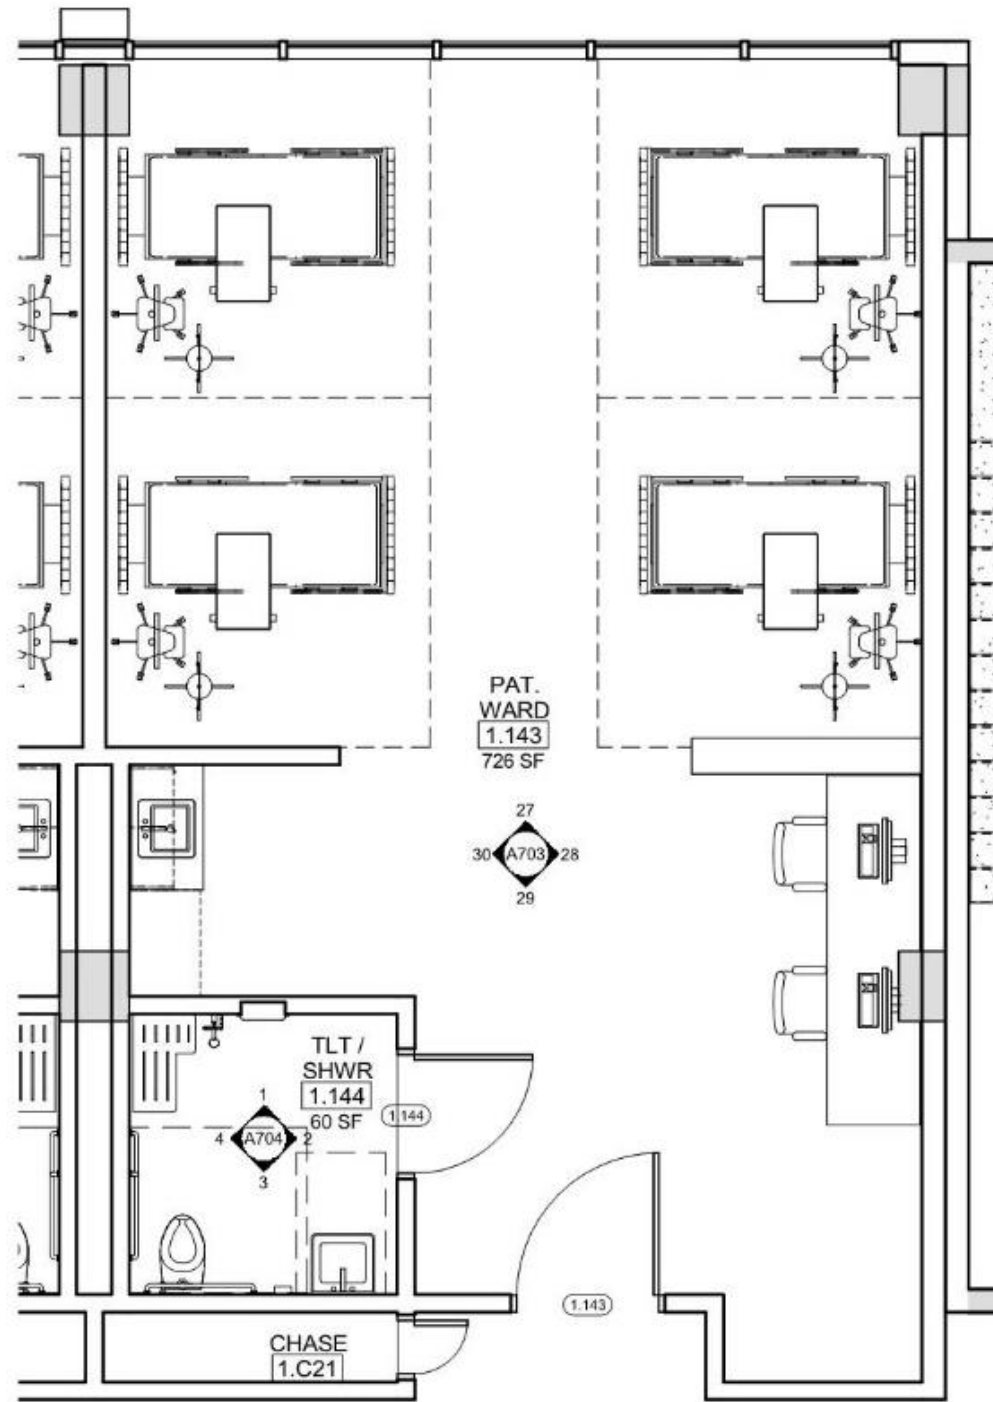 PAT.
WARD
1.143
726 SF
27
30 A703 28
29
TLT /
SHWR
1.144
60 SF
1.144
1
4 A704 2
3
1.143
CHASE
1.C21